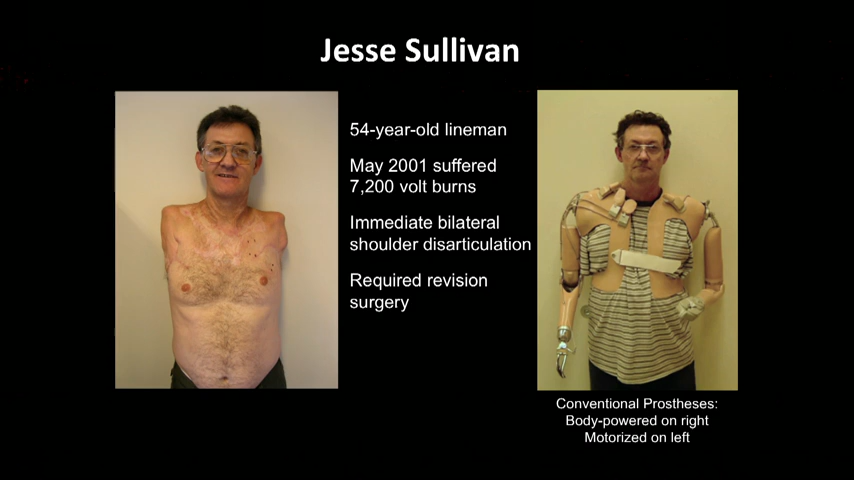 Jesse Sullivan
54-year-old lineman
May 2001 suffered
7,200 volt burns
Immediate bilateral
shoulder disarticulation
Required revision
surgery
Conventional Prostheses:
Body-powered on right
Motorized on left